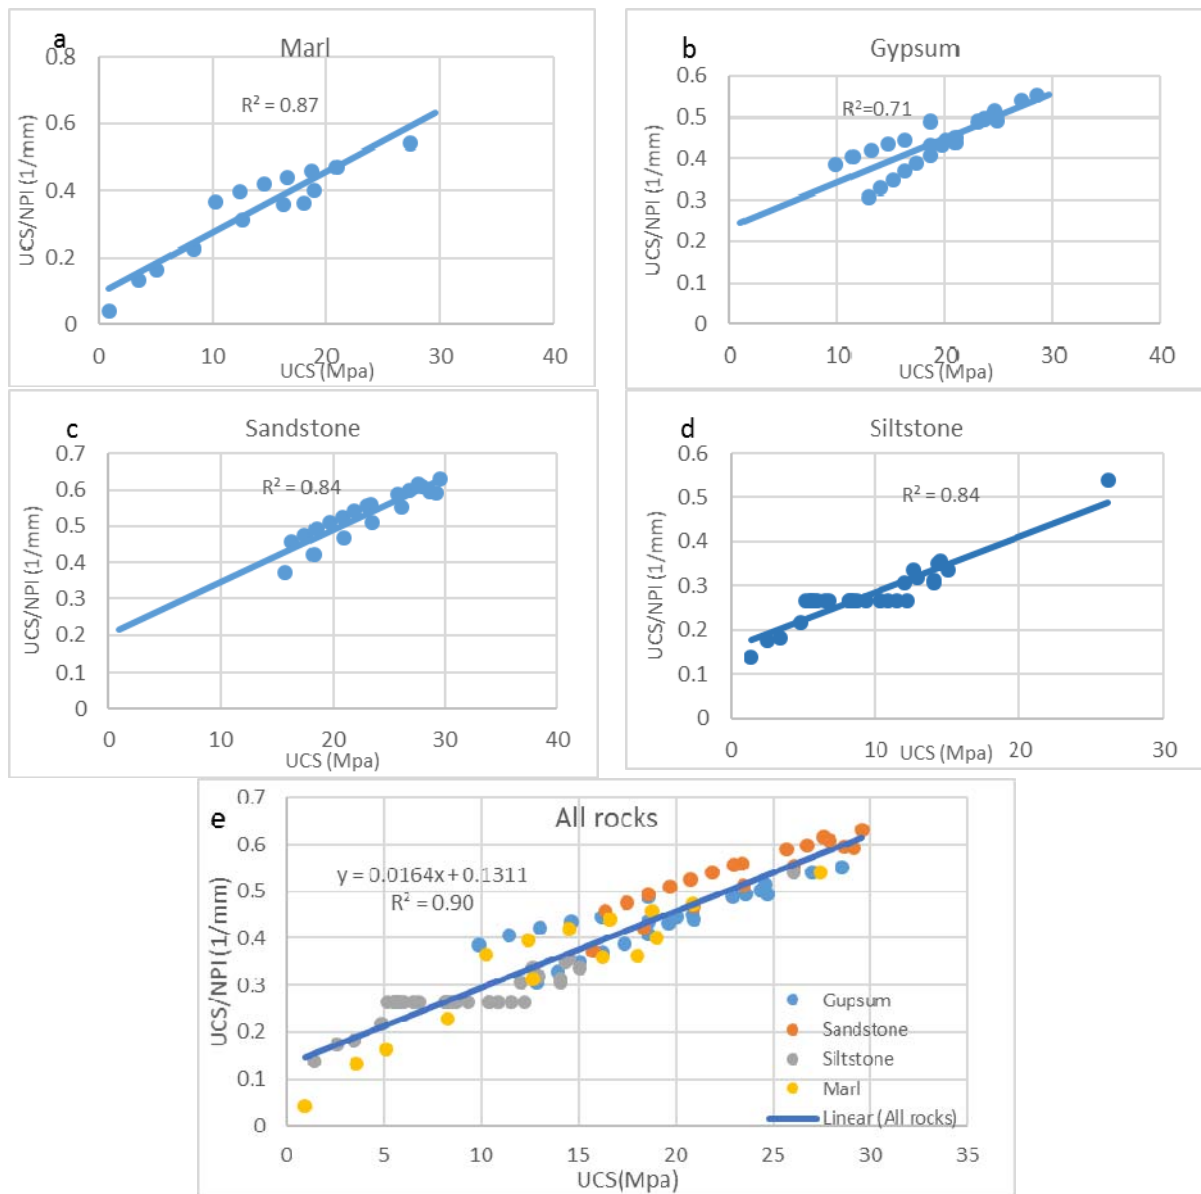 a
Marl
R² = 0.87
UCS/NPI (1/mm)
0.8
0.6
0.4
0.2
0
0
10
20
30
40
UCS (Mpa)
b
Gypsum
R²=0.71
UCS/NPI (1/mm)
0.6
0.5
0.4
0.3
0.2
0.1
0
0
10
20
30
40
UCS (Mpa)
c
Sandstone
R² = 0.84
UCS/NPI (1/mm)
0.7
0.6
0.5
0.4
0.3
0.2
0.1
0
0
10
20
30
40
UCS (Mpa)
d
Siltstone
R² = 0.84
UCS/NPI (1/mm)
0.6
0.5
0.4
0.3
0.2
0.1
0
0
10
20
30
UCS (Mpa)
e
All rocks
y = 0.0164x + 0.1311
R² = 0.90
UCS/NPI (1/mm)
0.7
0.6
0.5
0.4
0.3
0.2
0.1
0
Gupsum
Sandstone
Siltstone
Marl
Linear (All rocks)
0
5
10
15
20
25
30
35
UCS(Mpa)